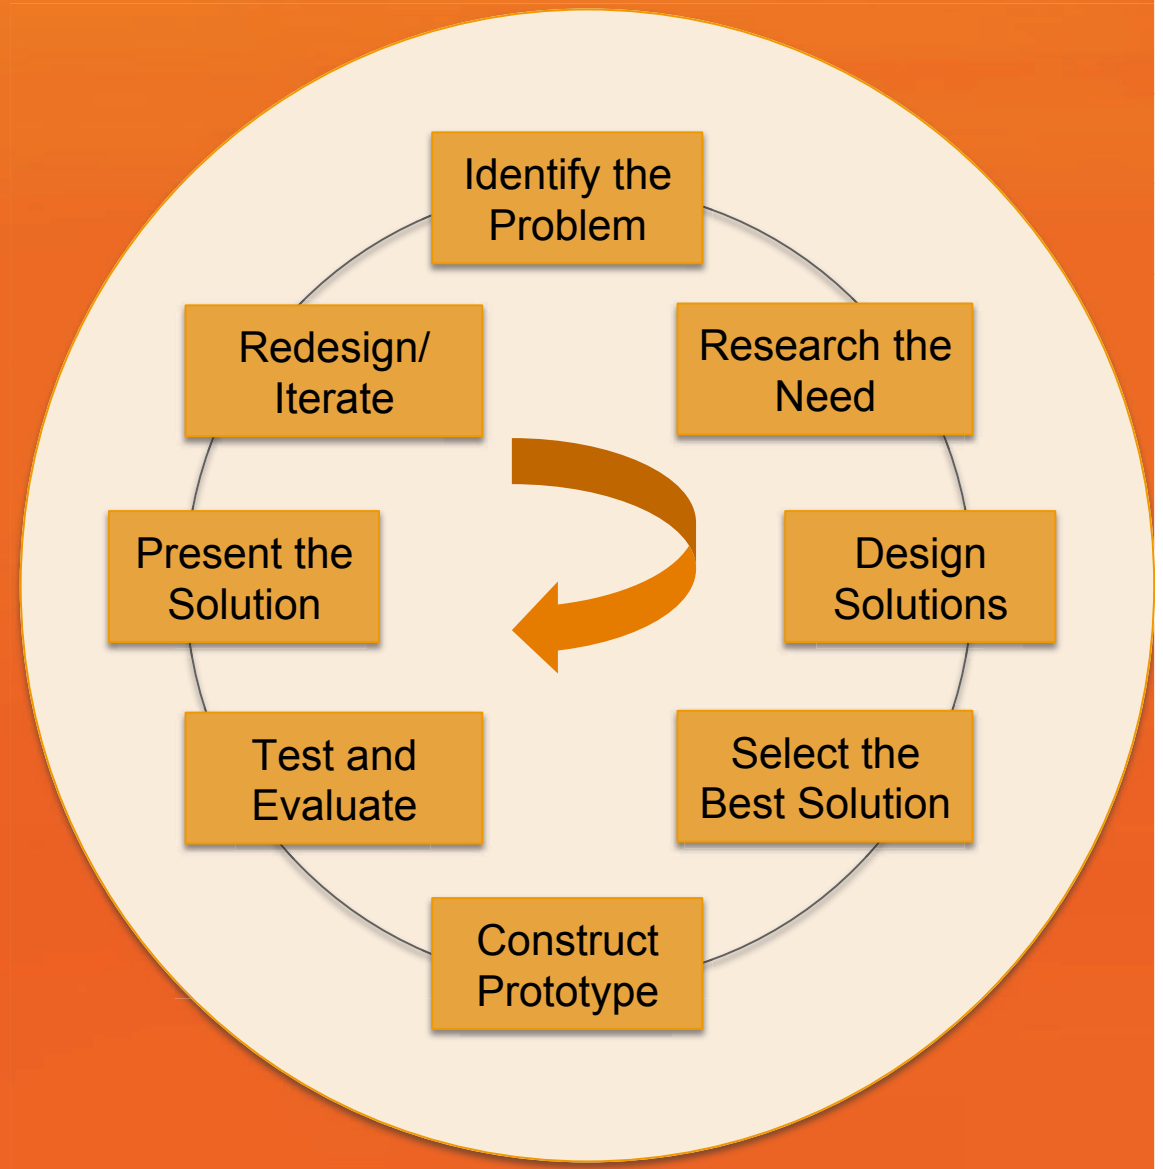 Identify the
Problem
Research the
Need
Design
Solutions
Select the
Best Solution
Construct
Prototype
Test and
Evaluate
Present the
Solution
Redesign/
Iterate